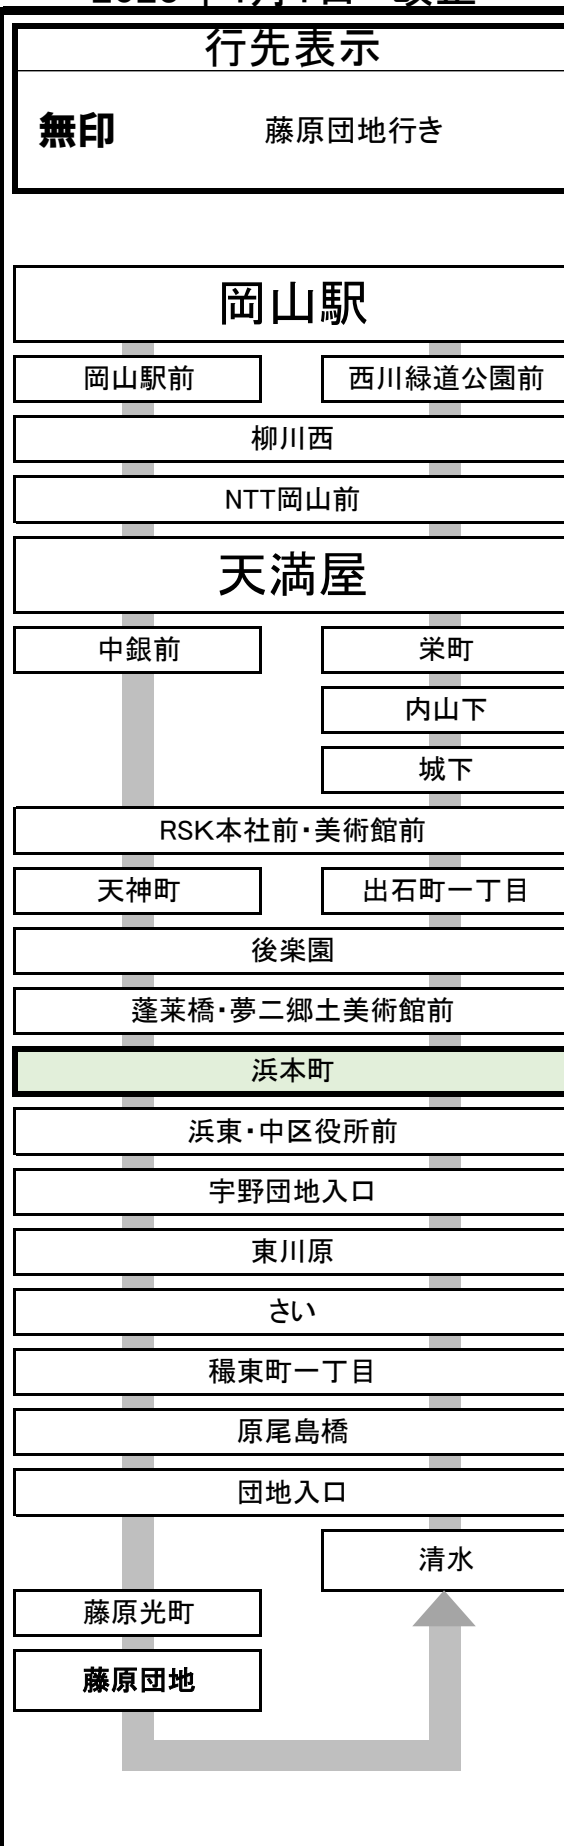 行先表示
無印 藤原団地行き
岡山駅
岡山駅前 西川緑道公園前
柳川西
NTT岡山前
天満屋
中銀前 栄町
内山下
城下
RSK本社前・美術館前
天神町 出石町一丁目
後楽園
蓬莱橋・夢二郷土美術館前
浜本町
浜東・中区役所前
宇野団地入口
東川原
さい
穝東町一丁目
原尾島橋
団地入口
清水
藤原光町
藤原団地